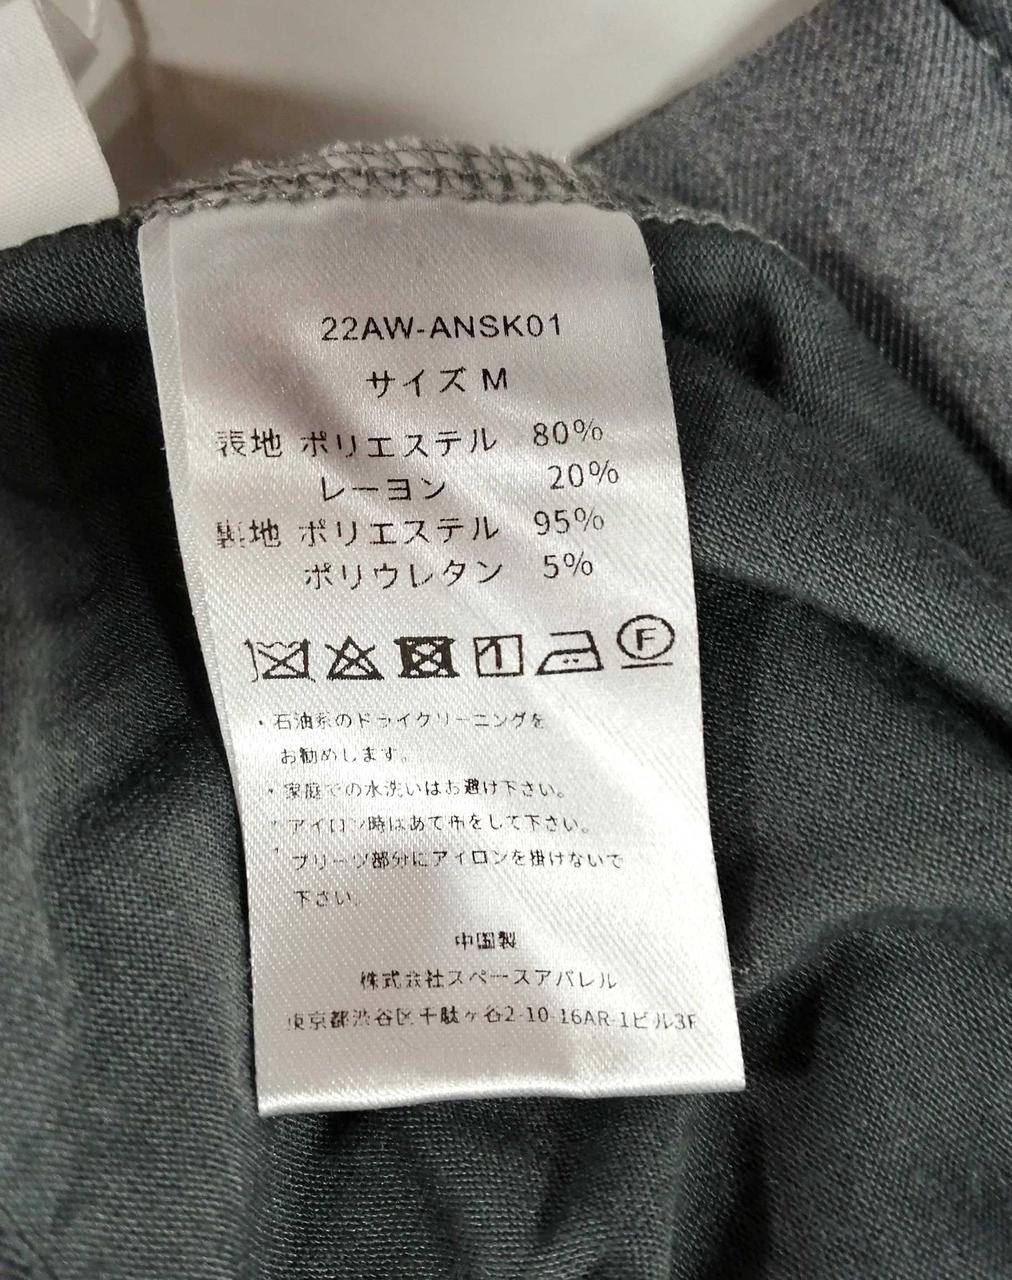 22AW-ANSK01
サイズ M
表地 ポリエステル 80%
レーヨン 20%
裏地 ポリエステル 95%
ポリウレタン 5%
F
・石油系のドライクリーニングを
お勧めします。
・家庭での水洗いはお避け下さい。
・アイロン時はあて布をして下さい。
・プリーツ部分にアイロンを掛けないで
下さい。
中国製
株式会社スペースアパレル
東京都渋谷区千駄ヶ谷2-10-16AR-1ビル3F